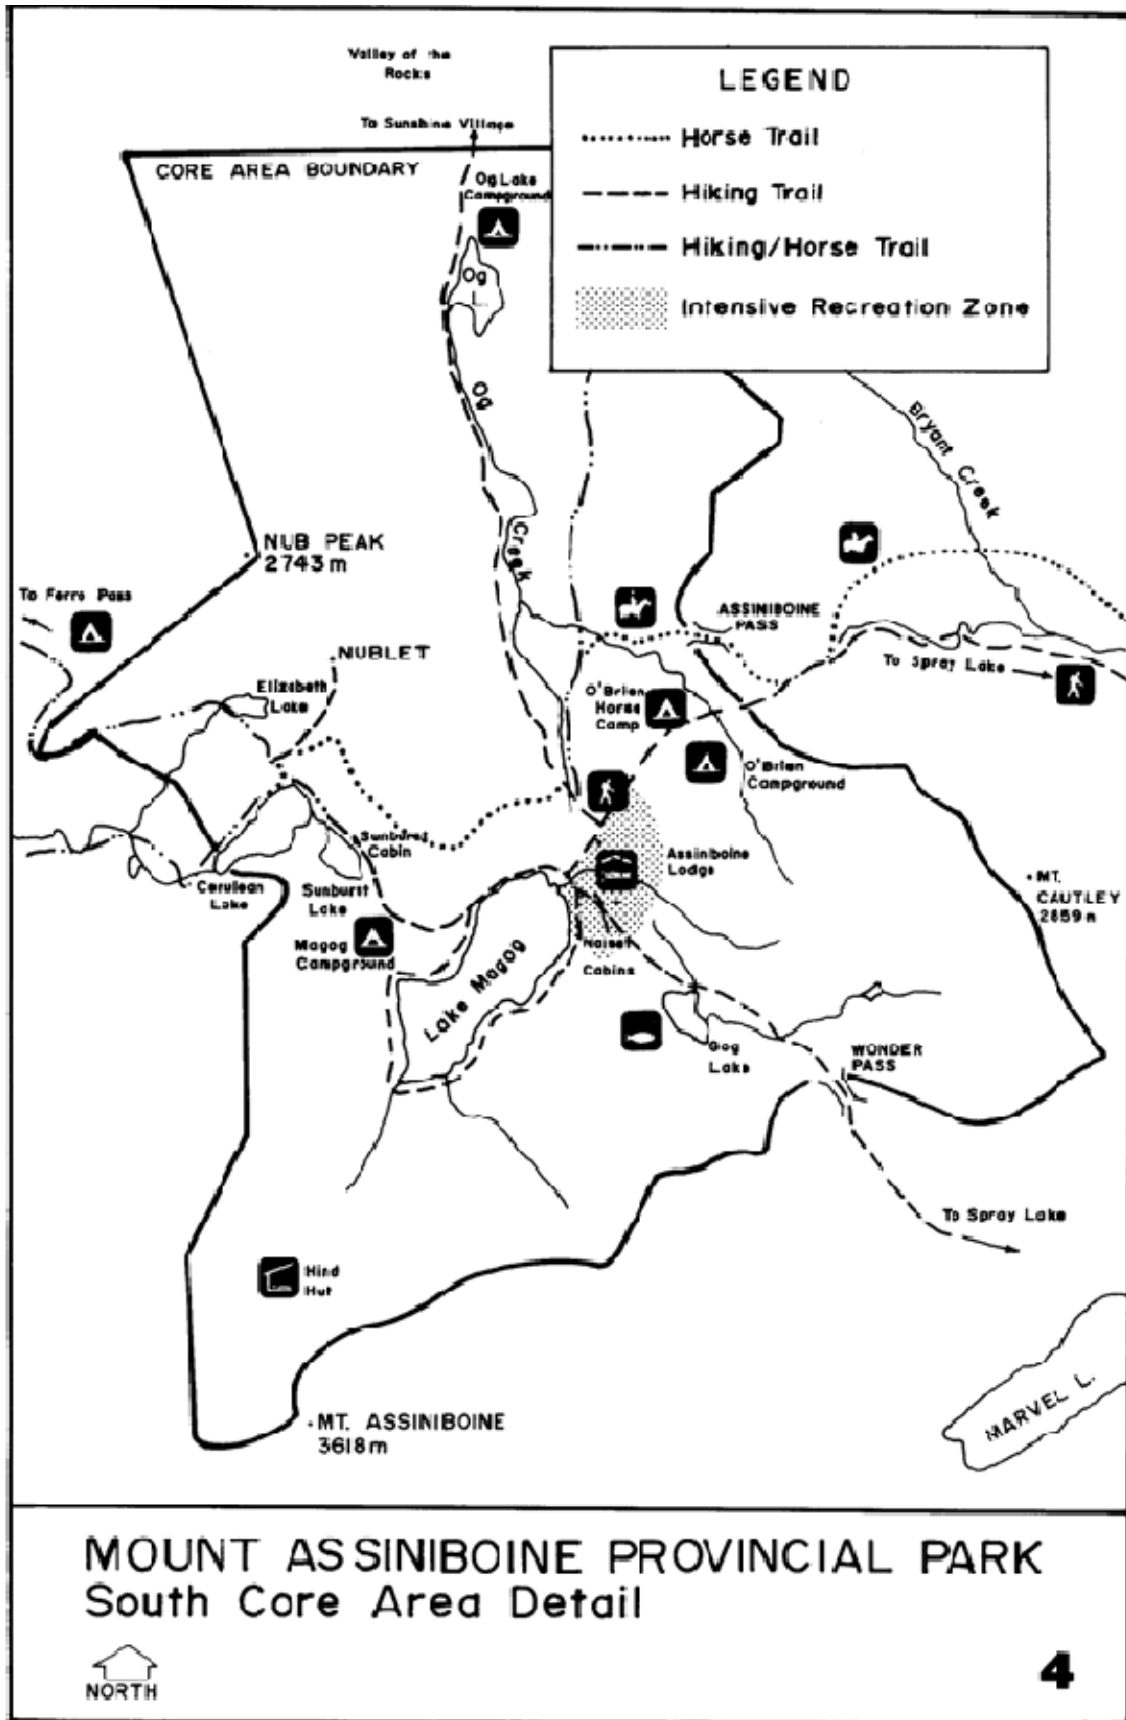 Valley of the
Rocks
To Sunshine Village
LEGEND
Horse Trail
Hiking Trail
Hiking/Horse Trail
Intensive Recreation Zone
CORE AREA BOUNDARY
Og Lake
Campground
Og
L.
Og
Creek
Bryant Creek
NUB PEAK
2743 m
To Ferro Pass
ASSINIBOINE
PASS
NUBLET
To Spray Lake
Elizabeth
Lake
O'Brien
Horse
Camp
O'Brien
Campground
Sunburst
Cabin
Assiniboine
Lodge
Cerulean
Lake
Sunburst
Lake
MT.
CAUTLEY
2859 m
Magog
Campground
Lake Magog
Naiset
Cabins
Gog
Lake
WONDER
PASS
To Spray Lake
Hind
Hut
MT. ASSINIBOINE
3618 m
MARVEL L.
MOUNT ASSINIBOINE PROVINCIAL PARK
South Core Area Detail
NORTH
4